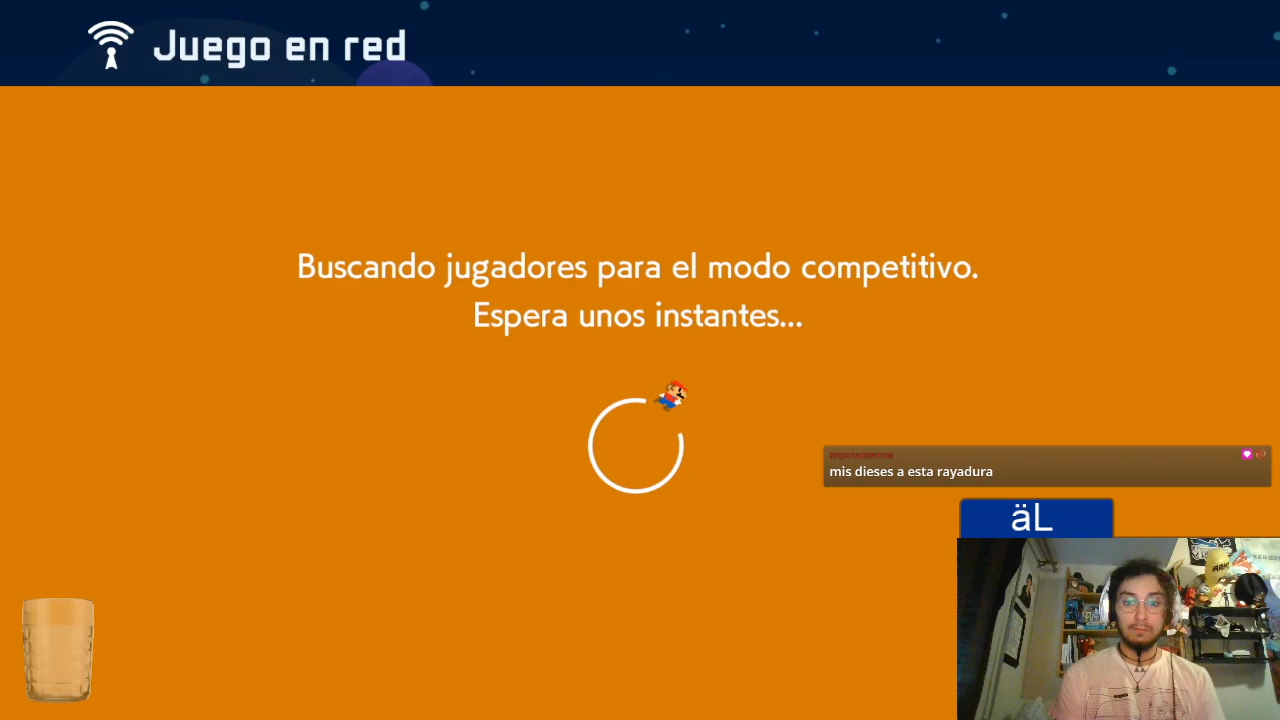 Juego en red
Buscando jugadores para el modo competitivo.
Espera unos instantes...
mis dieses a esta rayadura
äL